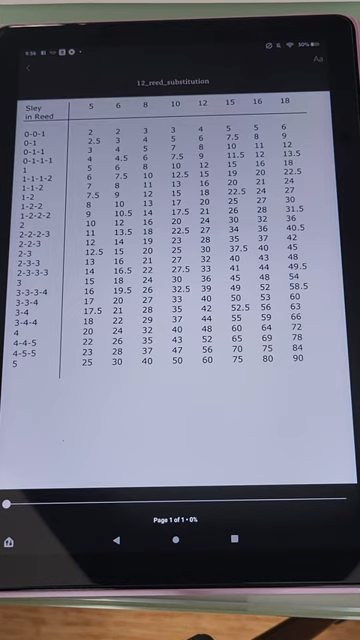 9:56 30%
Aa
12_reed_substitution
Sley 5 6 8 10 12 15 16 18
in Reed
0-0-1 2 2 3 3 4 5 5 6
0-1 2.5 3 4 5 6 7.5 8 9
0-1-1 3 4 5 7 8 10 11 12
0-1-1-1 4 4.5 6 7.5 9 11.5 12 13.5
1 5 6 8 10 12 15 16 18
1-1-1-2 6 7.5 10 12.5 15 19 20 22.5
1-1-2 7 8 11 13 16 20 21 24
1-2 7.5 9 12 15 18 22.5 24 27
1-2-2 8 10 13 17 20 25 27 30
1-2-2-2 9 10.5 14 17.5 21 26 28 31.5
2 10 12 16 20 24 30 32 36
2-2-2-3 11 13.5 18 22.5 27 34 36 40.5
2-2-3 12 14 19 23 28 35 37 42
2-3 12.5 15 20 25 30 37.5 40 45
2-3-3 13 16 21 27 32 40 43 48
2-3-3-3 14 16.5 22 27.5 33 41 44 49.5
3 15 18 24 30 36 45 48 54
3-3-3-4 16 19.5 26 32.5 39 49 52 58.5
3-3-4 17 20 27 33 40 50 53 60
3-4 17.5 21 28 35 42 52.5 56 63
3-4-4 18 22 29 37 44 55 59 66
4 20 24 32 40 48 60 64 72
4-4-5 22 26 35 43 52 65 69 78
4-5-5 23 28 37 47 56 70 75 84
5 25 30 40 50 60 75 80 90
Page 1 of 1 • 0%